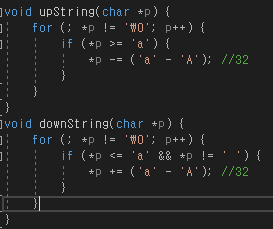 void upString(char *p) {
    for (; *p != '₩0'; p++) {
        if (*p >= 'a') {
            *p -= ('a' - 'A'); //32
        }
    }
}
void downString(char *p) {
    for (; *p != '₩0'; p++) {
        if (*p <= 'a' && *p != ' ') {
            *p += ('a' - 'A'); //32
        }
    }
}